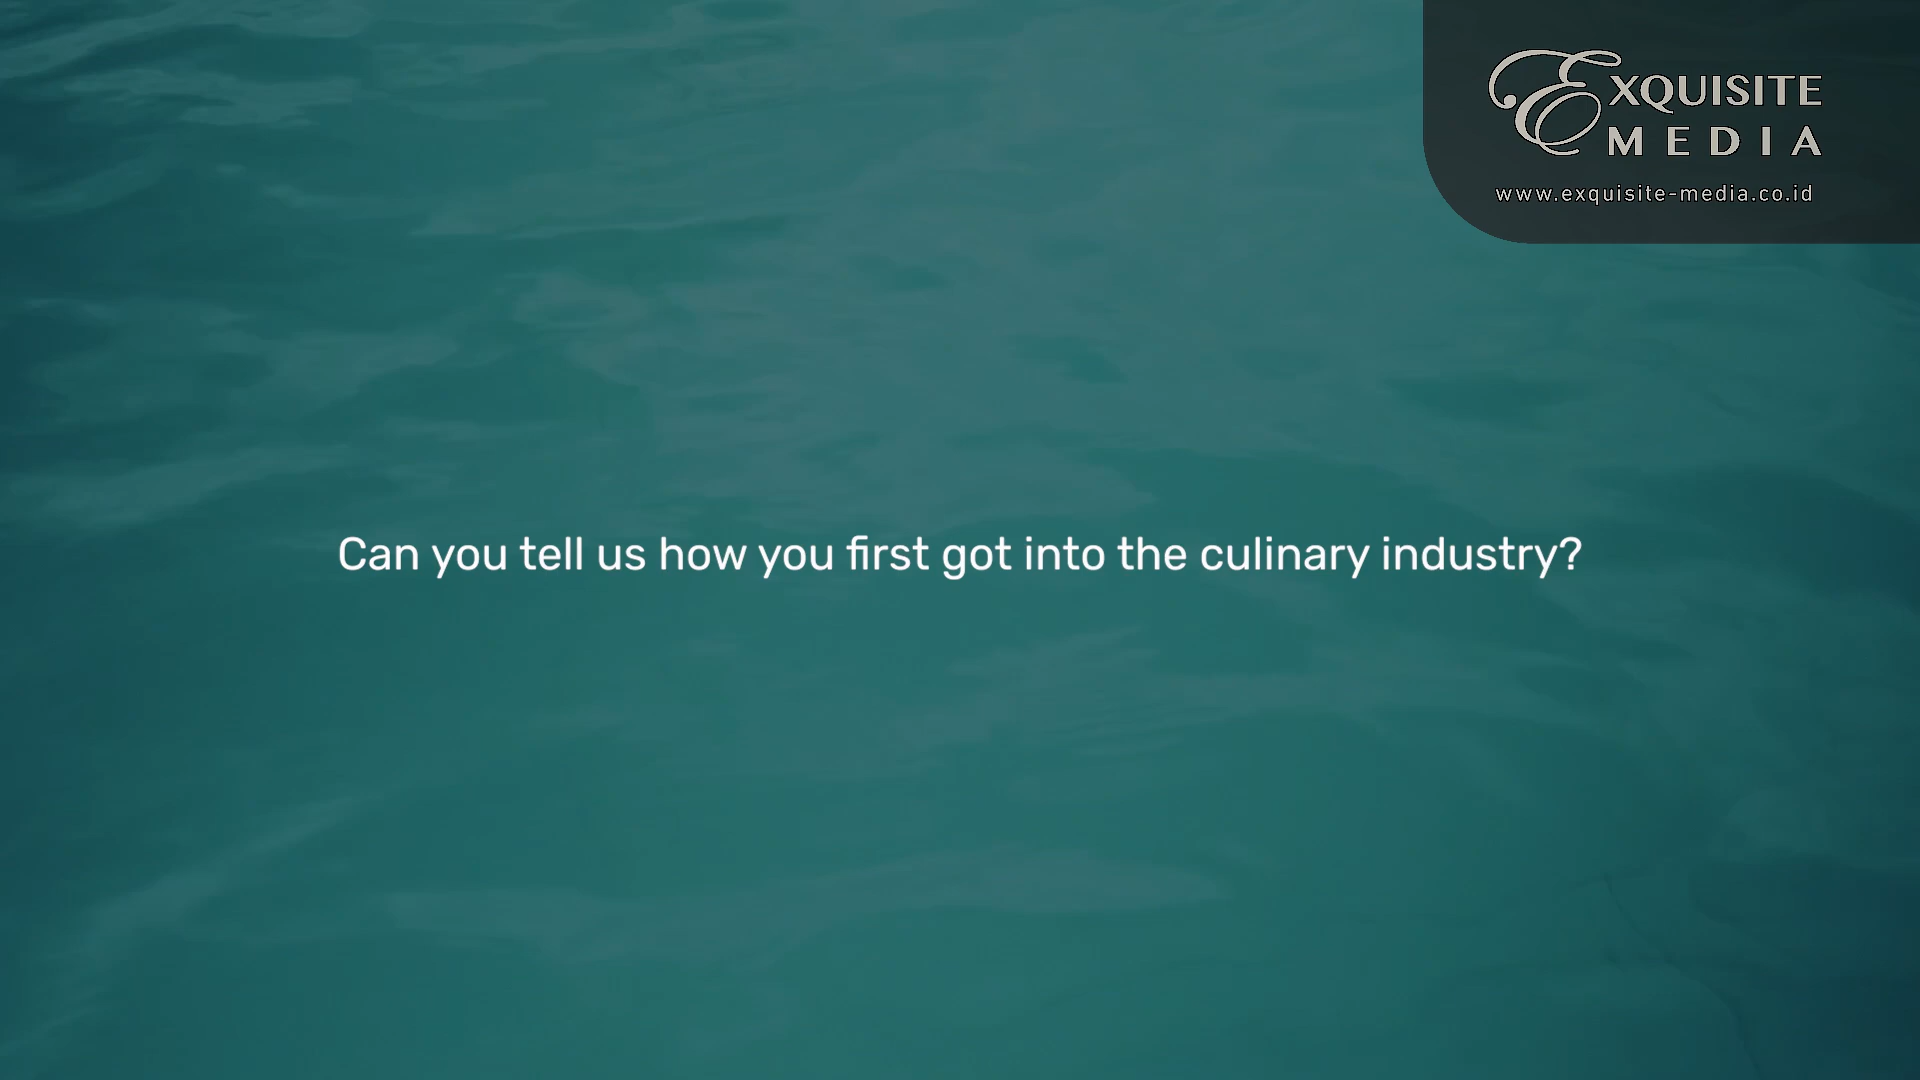 EXQUISITE
MEDIA
www.exquisite-media.co.id
Can you tell us how you first got into the culinary industry?